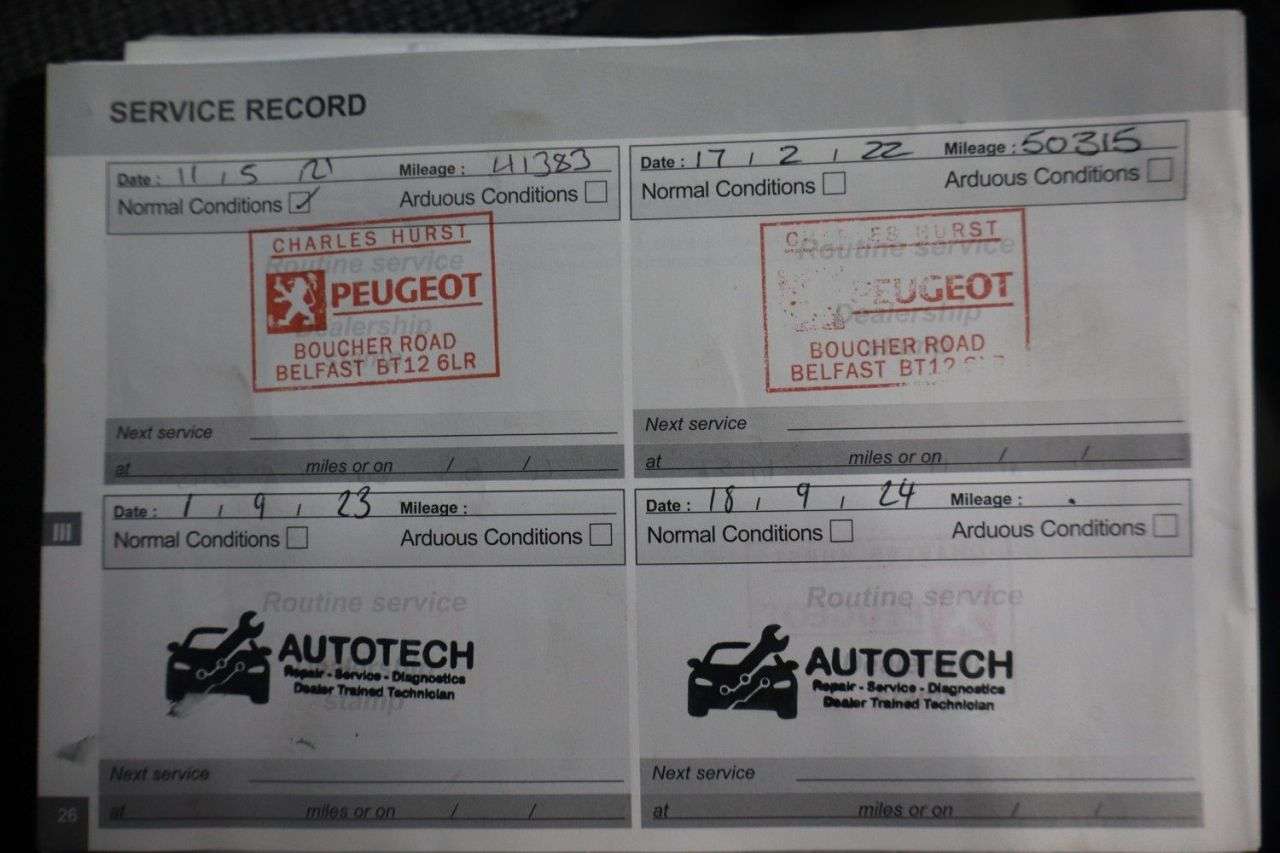 SERVICE RECORD
Date : 11 , 5 21 Mileage : 41383
Normal Conditions Arduous Conditions
CHARLES HURST
Routine service
PEUGEOT
Dealership
BOUCHER ROAD
BELFAST BT12 6LR
Next service
at miles or on / /
Date : 17 , 2 , 22 Mileage : 50315
Normal Conditions Arduous Conditions
HURST
Routine service
PEUGEOT
Dealership
BOUCHER ROAD
BELFAST
Next service
at miles or on / /
Date : 1 , 9 , 23 Mileage :
Normal Conditions Arduous Conditions
Routine service
AUTOTECH
Repair - Service - Diagnostics
Dealer Trained Technician
stamp
Next service
at miles or on / /
Date : 18 , 9 , 24 Mileage : .
Normal Conditions Arduous Conditions
Routine service
AUTOTECH
Repair - Service - Diagnostics
Dealer Trained Technician
Next service
at miles or on / /
III
26